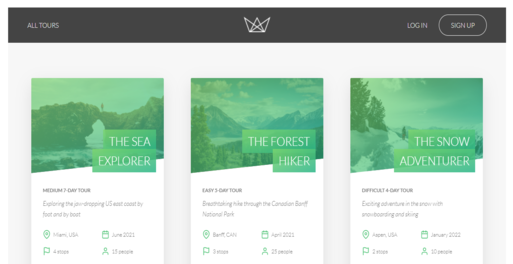 ALL TOURS
LOG IN
SIGN UP
THE SEA
EXPLORER
MEDIUM 7-DAY TOUR
Exploring the jaw-dropping US east coast by
foot and by boat
Miami, USA
June 2021
4 stops
15 people
THE FOREST
HIKER
EASY 5-DAY TOUR
Breathtaking hike through the Canadian Banff
National Park
Banff, CAN
April 2021
3 stops
25 people
THE SNOW
ADVENTURER
DIFFICULT 4-DAY TOUR
Exciting adventure in the snow with
snowboarding and skiing
Aspen, USA
January 2022
2 stops
10 people